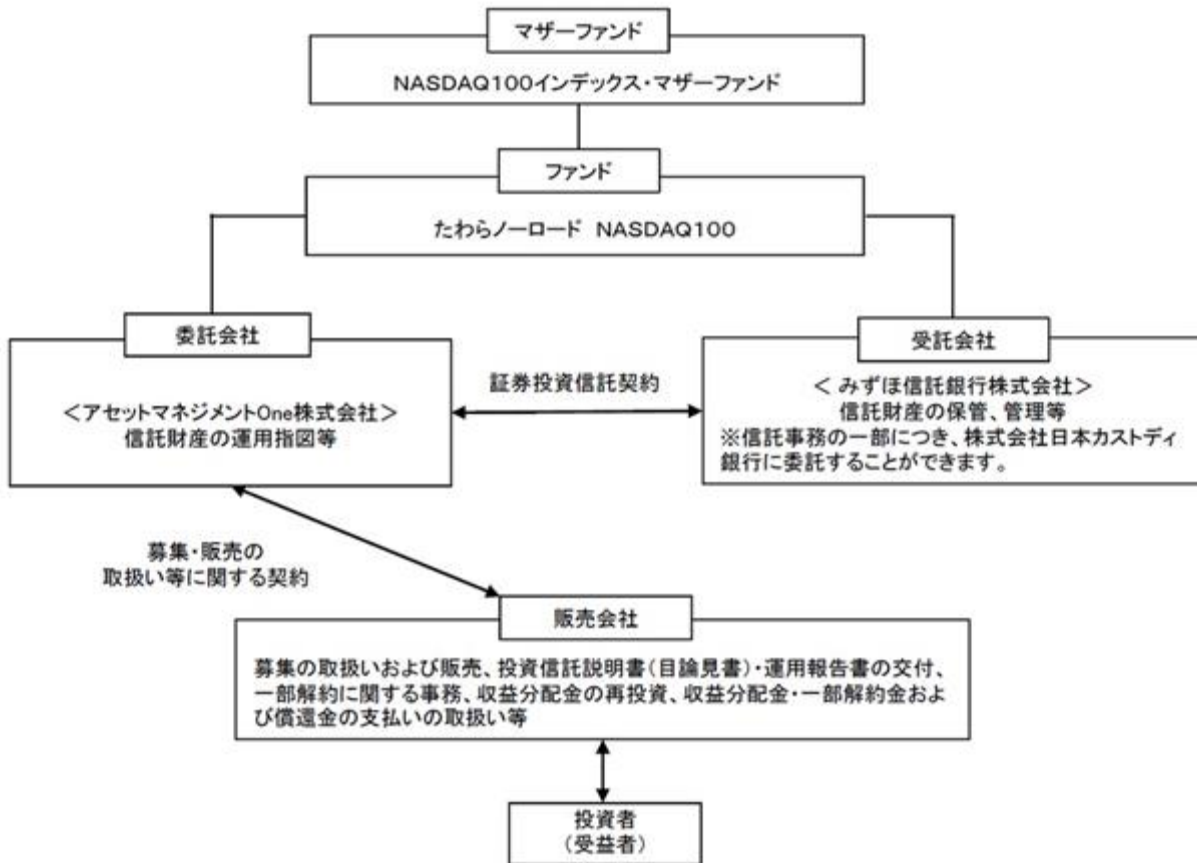 マザーファンド
NASDAQ100インデックス・マザーファンド
ファンド
たわらノーロード NASDAQ100
委託会社
<アセットマネジメントOne株式会社>
信託財産の運用指図等
証券投資信託契約
受託会社
< みずほ信託銀行株式会社>
信託財産の保管、管理等
※信託事務の一部につき、株式会社日本カストディ
銀行に委託することができます。
募集・販売の
取扱い等に関する契約
販売会社
募集の取扱いおよび販売、投資信託説明書(目論見書)・運用報告書の交付、
一部解約に関する事務、収益分配金の再投資、収益分配金・一部解約金およ
び償還金の支払いの取扱い等
投資者
(受益者)